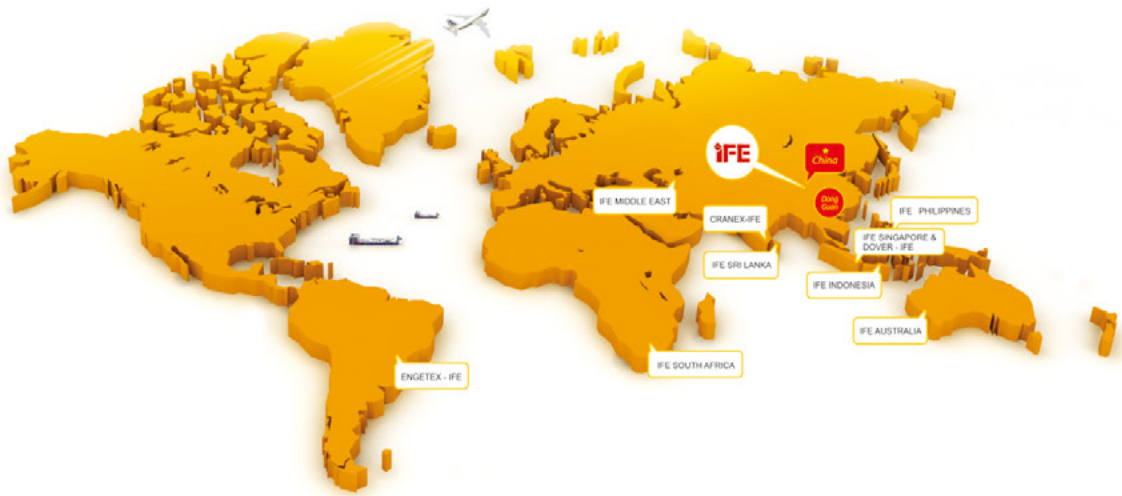 iFE
China
Dong
Guan
IFE MIDDLE EAST
CRANEX-IFE
IFE PHILIPPINES
IFE SINGAPORE &
DOVER - IFE
IFE SRI LANKA
IFE INDONESIA
IFE AUSTRALIA
IFE SOUTH AFRICA
ENGETEX - IFE